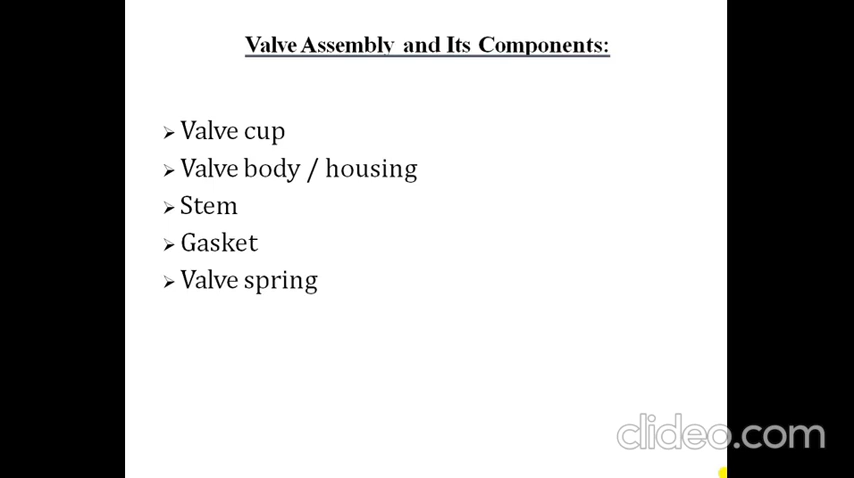 Valve Assembly and Its Components:
➢ Valve cup
➢ Valve body / housing
➢ Stem
➢ Gasket
➢ Valve spring
clideo.com